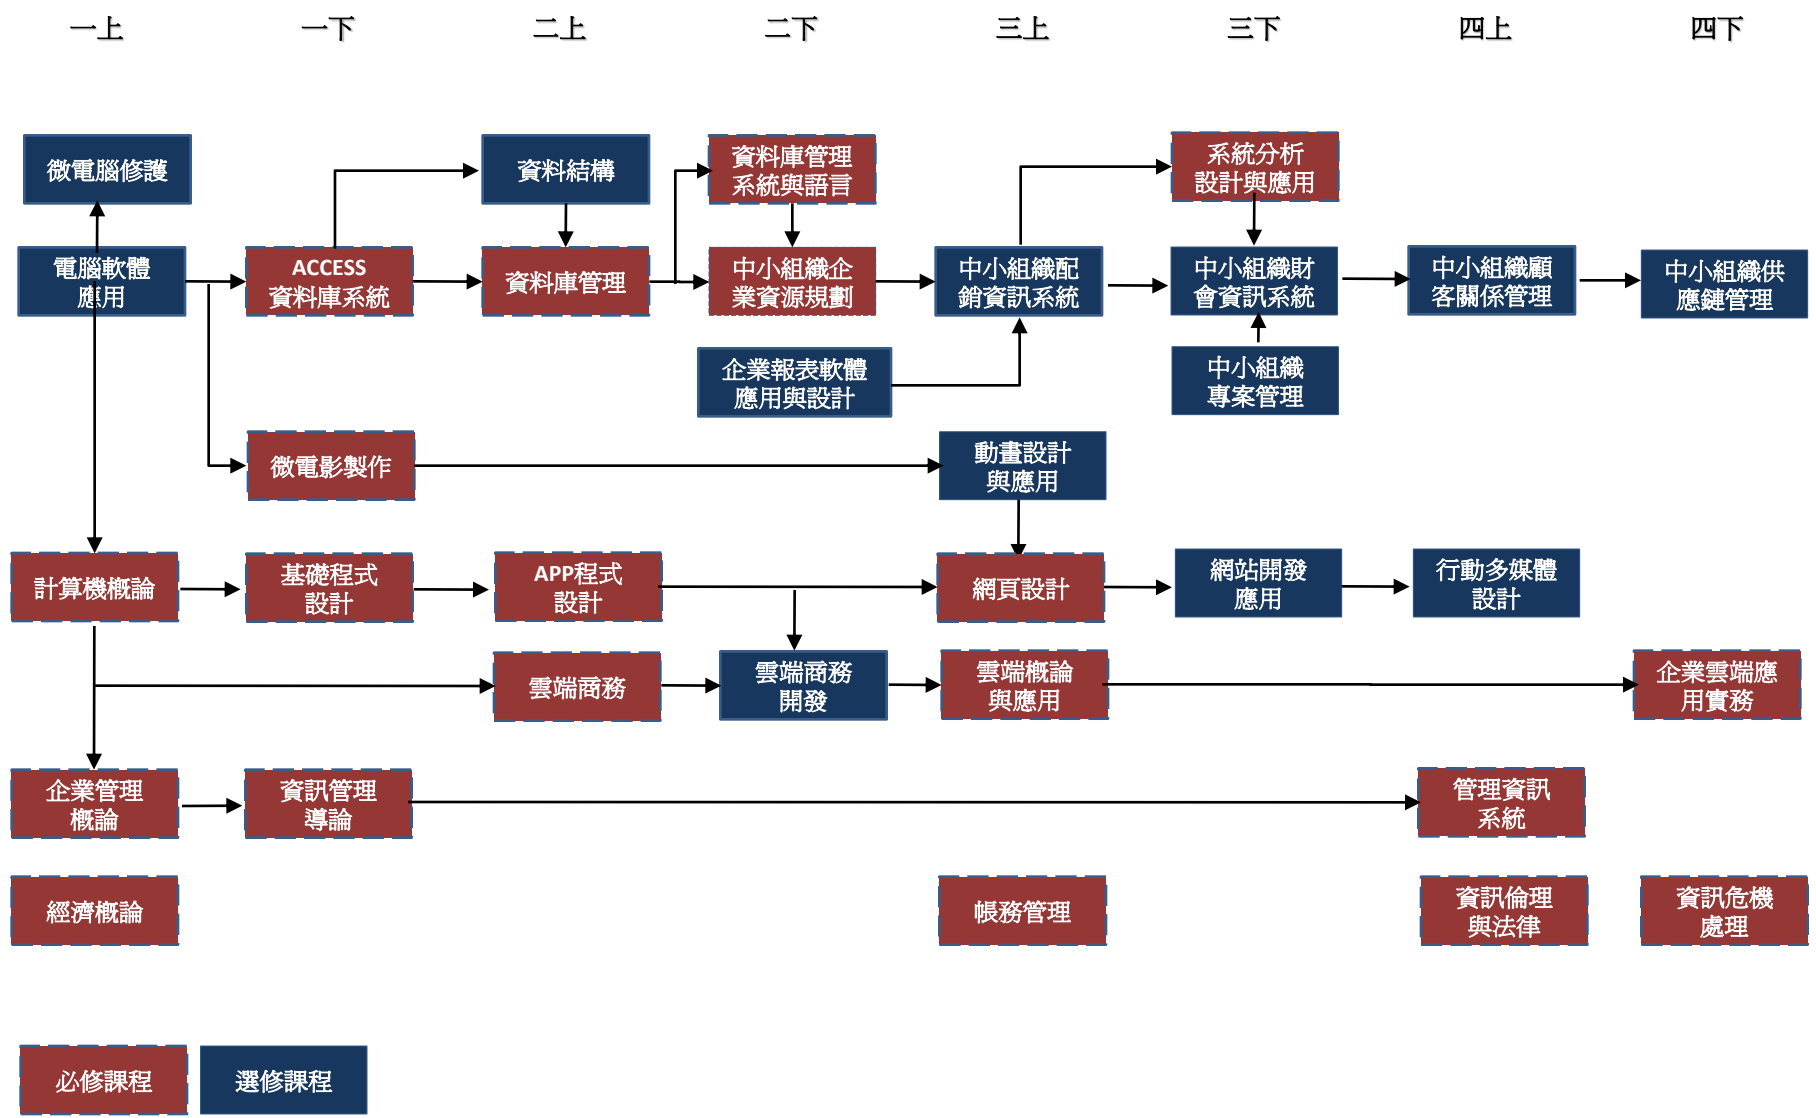 一上
一下
二上
二下
三上
三下
四上
四下
微電腦修護
資料結構
資料庫管理
系統與語言
系統分析
設計與應用
電腦軟體
應用
ACCESS
資料庫系統
資料庫管理
中小組織企
業資源規劃
中小組織配
銷資訊系統
中小組織財
會資訊系統
中小組織顧
客關係管理
中小組織供
應鏈管理
企業報表軟體
應用與設計
中小組織
專案管理
微電影製作
動畫設計
與應用
計算機概論
基礎程式
設計
APP程式
設計
網頁設計
網站開發
應用
行動多媒體
設計
雲端商務
雲端商務
開發
雲端概論
與應用
企業雲端應
用實務
企業管理
概論
資訊管理
導論
管理資訊
系統
經濟概論
帳務管理
資訊倫理
與法律
資訊危機
處理
必修課程
選修課程